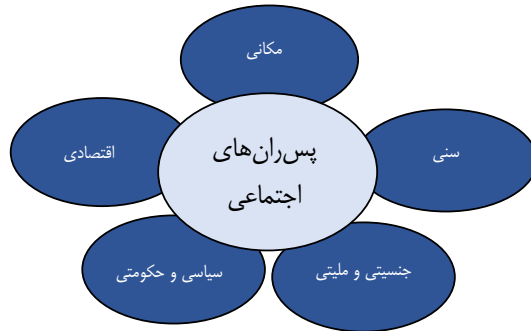 مکانی
سنی
پس‌ران‌های
اجتماعی
اقتصادی
جنسیتی و ملیتی
سیاسی و حکومتی